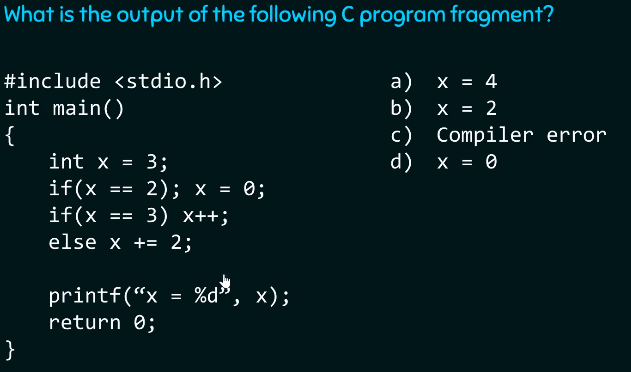 What is the output of the following C program fragment?
#include <stdio.h>
int main()
{
    int x = 3;
    if(x == 2); x = 0;
    if(x == 3) x++;
    else x += 2;
    printf(“x = %d”, x);
    return 0;
}
a) x = 4
b) x = 2
c) Compiler error
d) x = 0